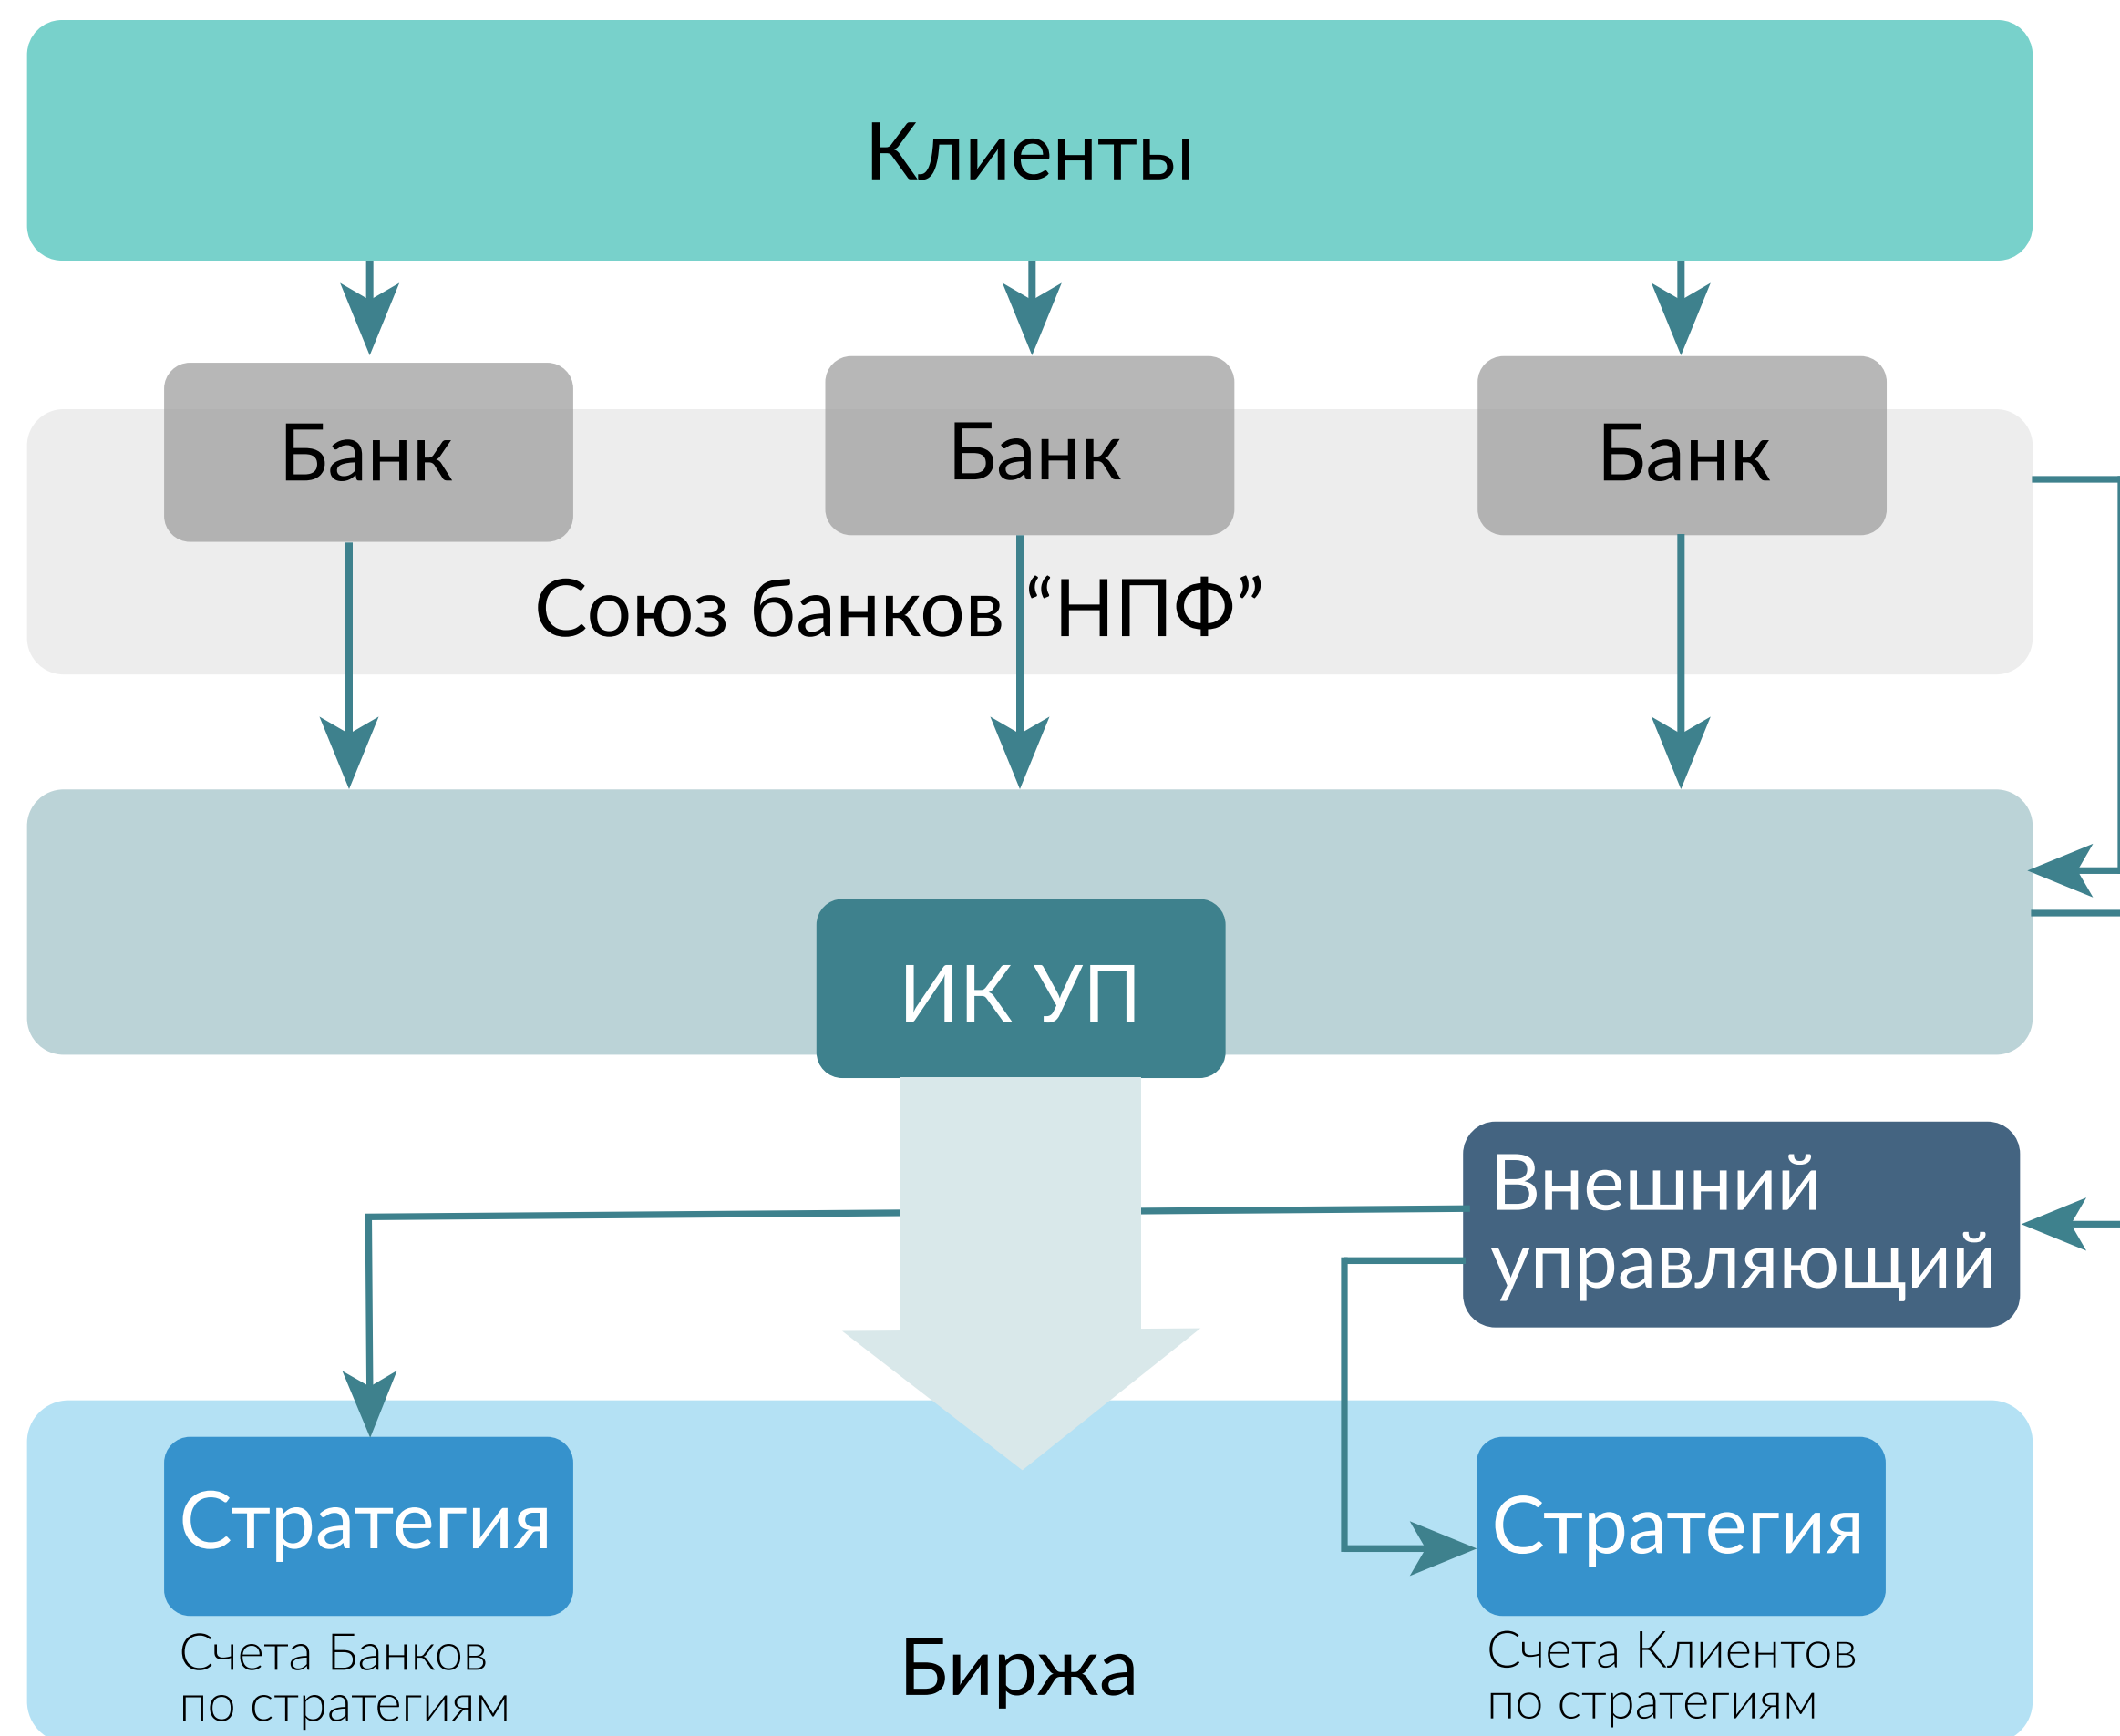 Клиенты
Банк
Банк
Банк
Союз банков “НПФ”
ИК УП
Внешний
управляющий
Стратегия
Стратегия
Счета Банков
по стратегиям
Биржа
Счета Клиентов
по стратегиям